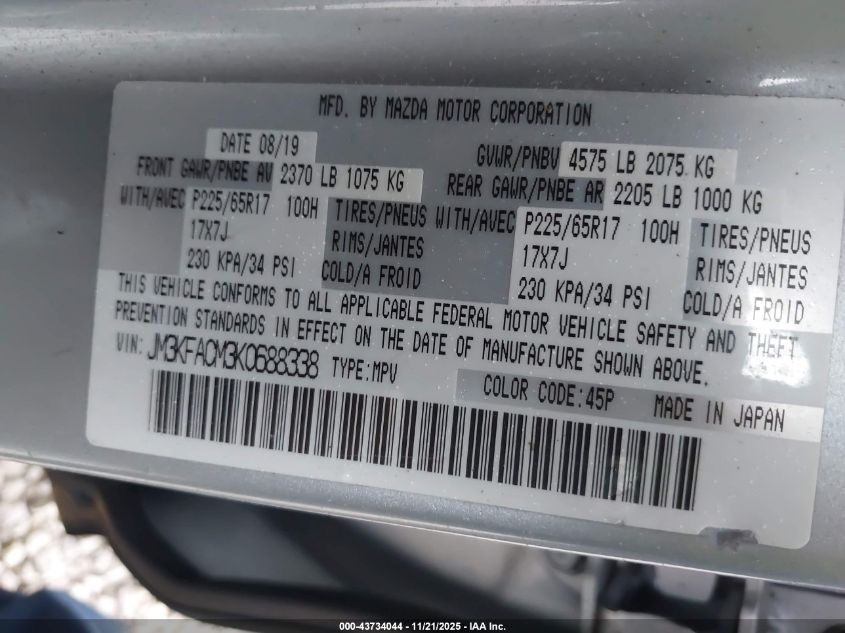 MFD. BY MAZDA MOTOR CORPORATION
DATE 08/19 GVWR/PNBV 4575 LB 2075 KG
FRONT GAWR/PNBE AV 2370 LB 1075 KG REAR GAWR/PNBE AR 2205 LB 1000 KG
WITH/AVEC P225/65R17 100H TIRES/PNEUS WITH/AVEC P225/65R17 100H TIRES/PNEUS
17X7J RIMS/JANTES 17X7J RIMS/JANTES
230 KPA/34 PSI COLD/A FROID 230 KPA/34 PSI COLD/A FROID
THIS VEHICLE CONFORMS TO ALL APPLICABLE FEDERAL MOTOR VEHICLE SAFETY AND THEFT
PREVENTION STANDARDS IN EFFECT ON THE DATE OF MANUFACTURE SHOWN ABOVE.
VIN: JM3KFACM3K0688338 TYPE:MPV
COLOR CODE:45P MADE IN JAPAN
000-43734044 - 11/21/2025 - IAA Inc.